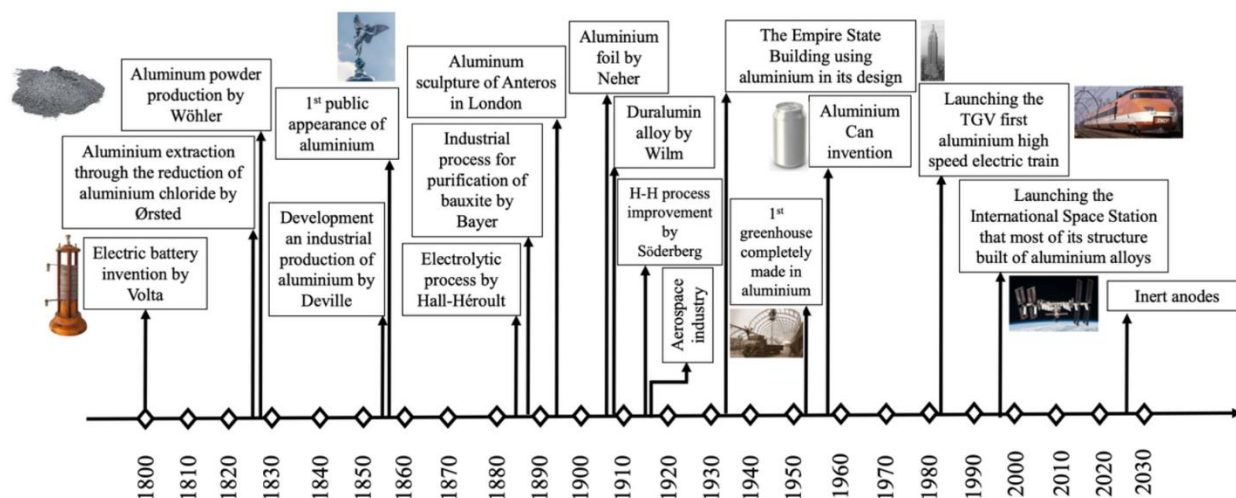 Aluminum powder
production by
Wöhler
Aluminium extraction
through the reduction of
aluminium chloride by
Ørsted
Electric battery
invention by
Volta
1st public
appearance of
aluminium
Development
an industrial
production of
aluminium by
Deville
Aluminum
sculpture of Anteros
in London
Industrial
process for
purification of
bauxite by
Bayer
Electrolytic
process by
Hall-Héroult
Aluminium
foil by
Neher
Duralumin
alloy by
Wilm
H-H process
improvement
by
Söderberg
Aerospace
industry
The Empire State
Building using
aluminium in its design
1st
greenhouse
completely
made in
aluminium
Aluminium
Can
invention
Launching the
TGV first
aluminium high
speed electric train
Launching the
International Space Station
that most of its structure
built of aluminium alloys
Inert anodes
1800
1810
1820
1830
1840
1850
1860
1870
1880
1890
1900
1910
1920
1930
1940
1950
1960
1970
1980
1990
2000
2010
2020
2030